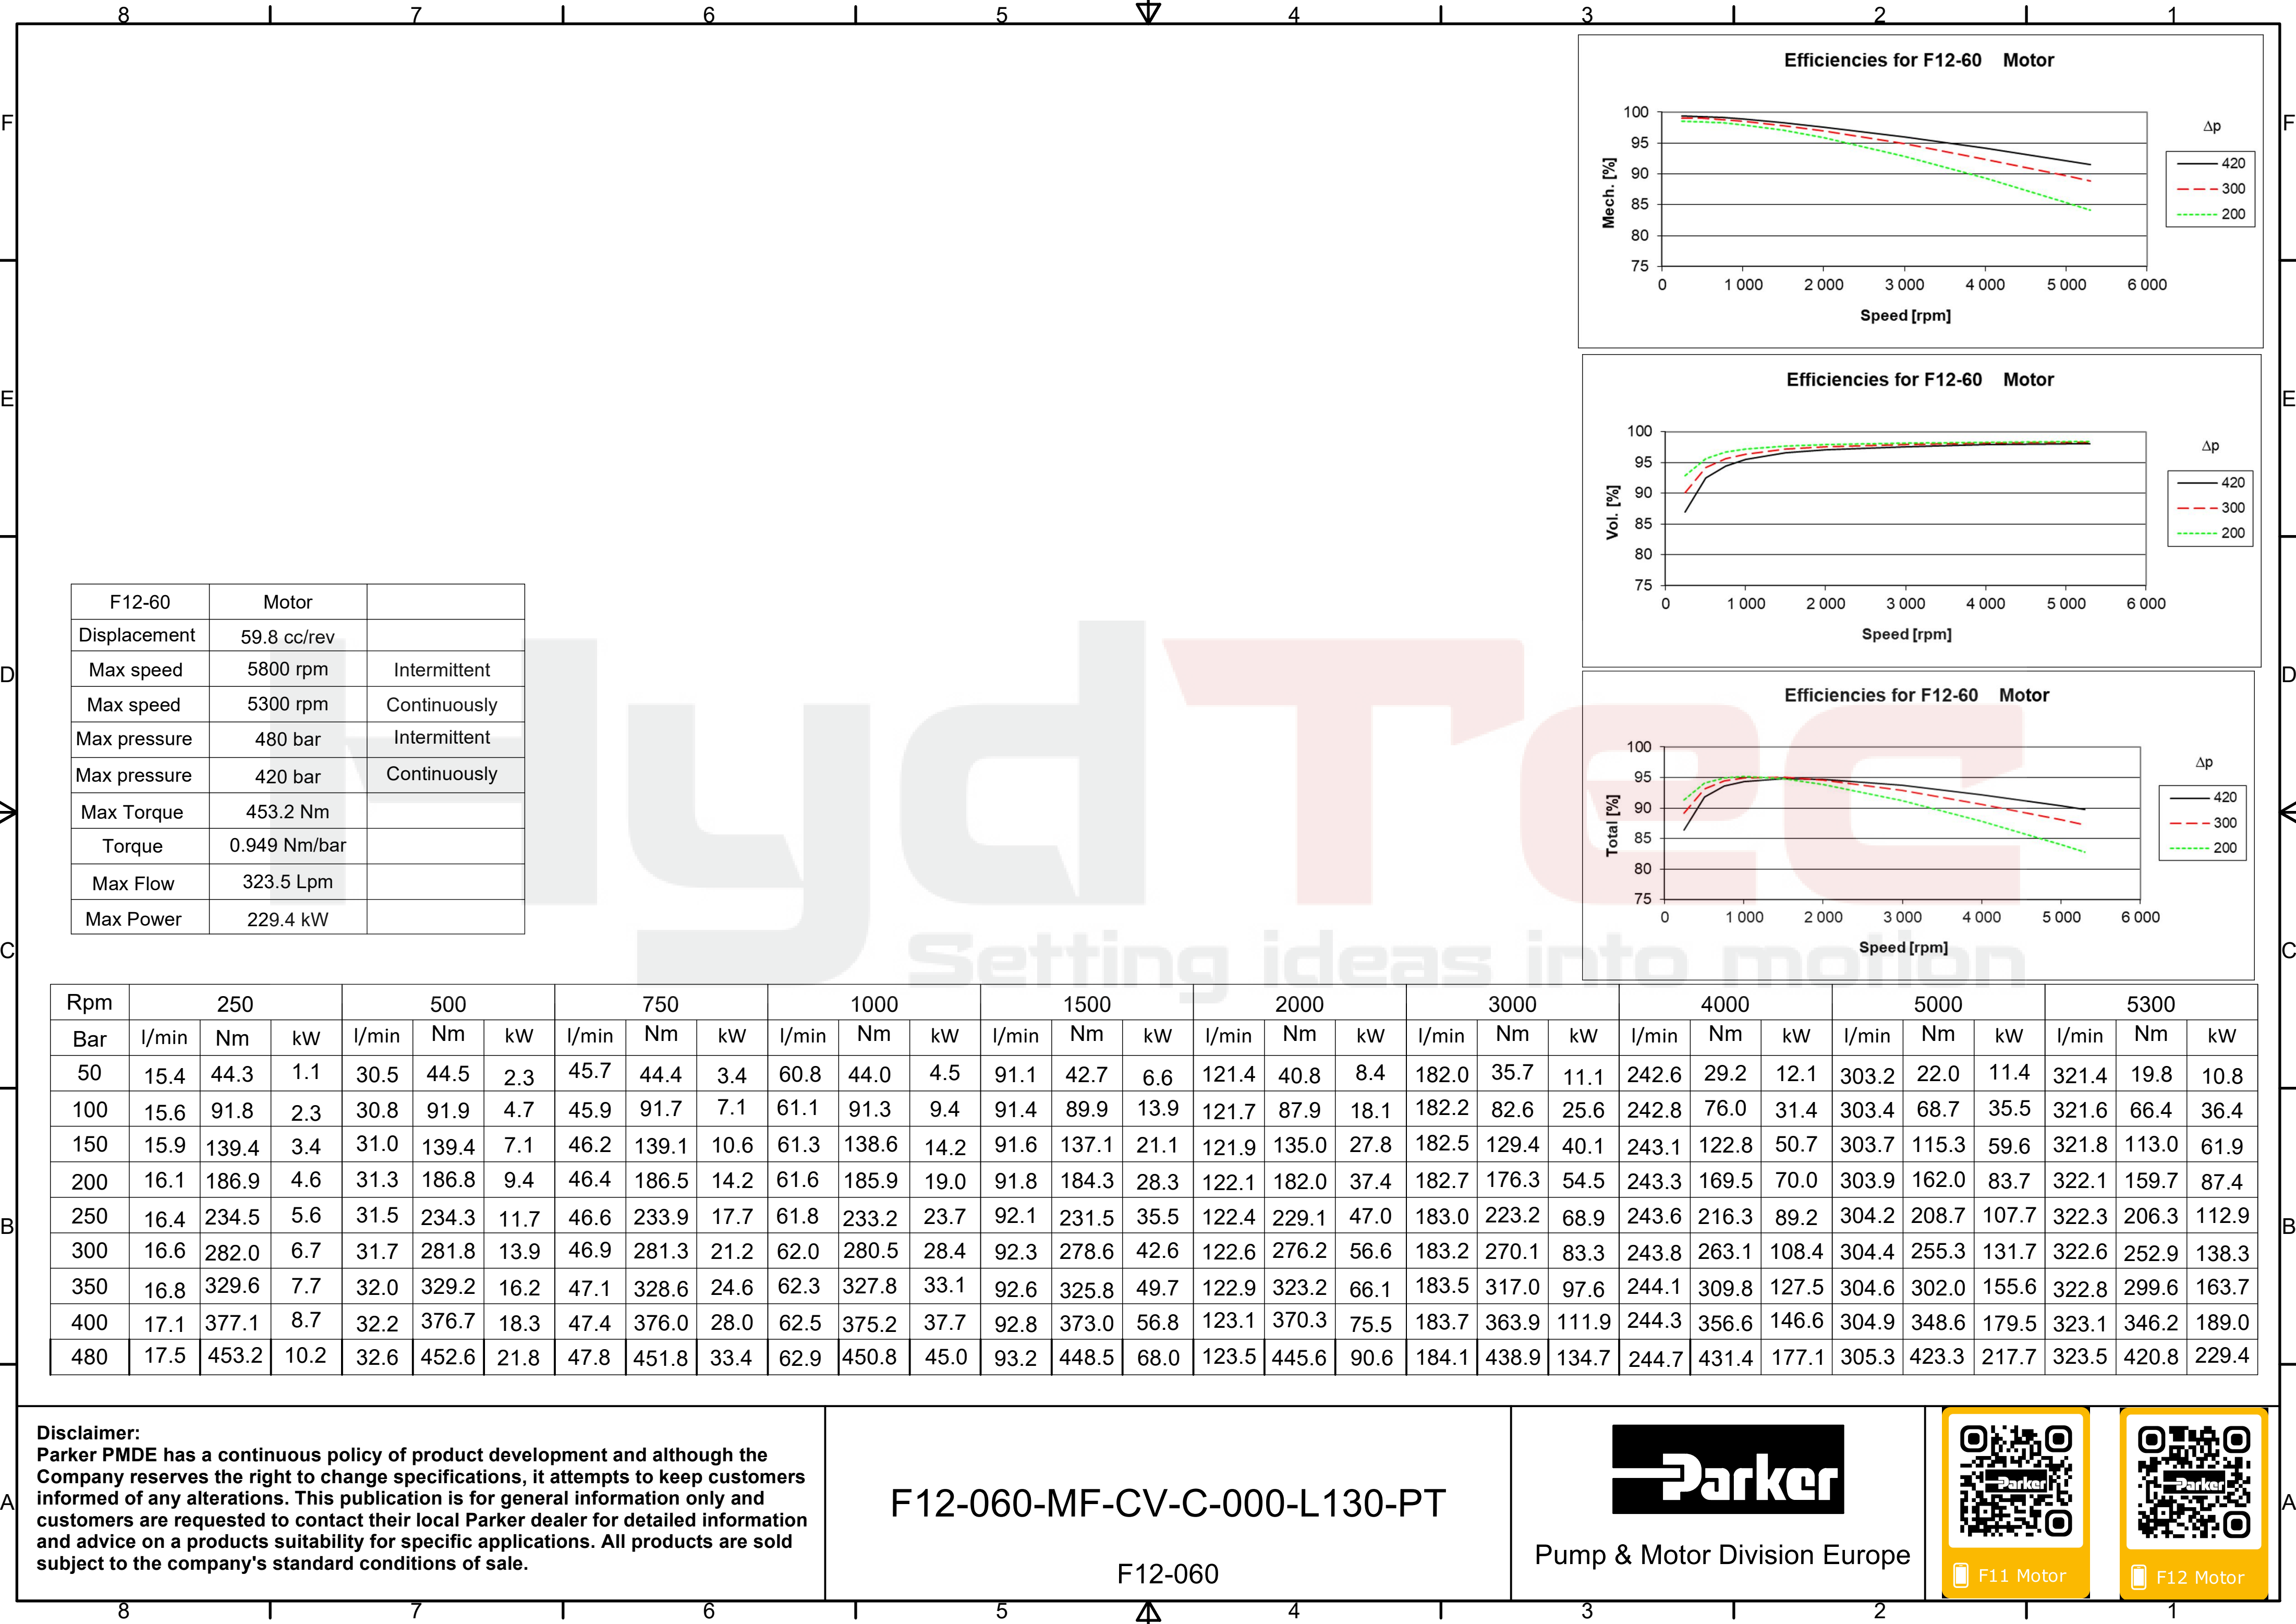 8 7 6 5 4 3 2 1
F F
E E
D D
C C
B B
A A
Efficiencies for F12-60 Motor
Mech. [%]
100
95
90
85
80
75
0 1 000 2 000 3 000 4 000 5 000 6 000
Speed [rpm]
Δp
420
300
200
Efficiencies for F12-60 Motor
Vol. [%]
100
95
90
85
80
75
0 1 000 2 000 3 000 4 000 5 000 6 000
Speed [rpm]
Δp
420
300
200
Efficiencies for F12-60 Motor
Total [%]
100
95
90
85
80
75
0 1 000 2 000 3 000 4 000 5 000 6 000
Speed [rpm]
Δp
420
300
200
F12-60 Motor
Displacement 59.8 cc/rev
Max speed 5800 rpm Intermittent
Max speed 5300 rpm Continuously
Max pressure 480 bar Intermittent
Max pressure 420 bar Continuously
Max Torque 453.2 Nm
Torque 0.949 Nm/bar
Max Flow 323.5 Lpm
Max Power 229.4 kW
HydTec
Setting ideas into motion
Rpm 250 500 750 1000 1500 2000 3000 4000 5000 5300
Bar l/min Nm kW l/min Nm kW l/min Nm kW l/min Nm kW l/min Nm kW l/min Nm kW l/min Nm kW l/min Nm kW l/min Nm kW l/min Nm kW
50 15.4 44.3 1.1 30.5 44.5 2.3 45.7 44.4 3.4 60.8 44.0 4.5 91.1 42.7 6.6 121.4 40.8 8.4 182.0 35.7 11.1 242.6 29.2 12.1 303.2 22.0 11.4 321.4 19.8 10.8
100 15.6 91.8 2.3 30.8 91.9 4.7 45.9 91.7 7.1 61.1 91.3 9.4 91.4 89.9 13.9 121.7 87.9 18.1 182.2 82.6 25.6 242.8 76.0 31.4 303.4 68.7 35.5 321.6 66.4 36.4
150 15.9 139.4 3.4 31.0 139.4 7.1 46.2 139.1 10.6 61.3 138.6 14.2 91.6 137.1 21.1 121.9 135.0 27.8 182.5 129.4 40.1 243.1 122.8 50.7 303.7 115.3 59.6 321.8 113.0 61.9
200 16.1 186.9 4.6 31.3 186.8 9.4 46.4 186.5 14.2 61.6 185.9 19.0 91.8 184.3 28.3 122.1 182.0 37.4 182.7 176.3 54.5 243.3 169.5 70.0 303.9 162.0 83.7 322.1 159.7 87.4
250 16.4 234.5 5.6 31.5 234.3 11.7 46.6 233.9 17.7 61.8 233.2 23.7 92.1 231.5 35.5 122.4 229.1 47.0 183.0 223.2 68.9 243.6 216.3 89.2 304.2 208.7 107.7 322.3 206.3 112.9
300 16.6 282.0 6.7 31.7 281.8 13.9 46.9 281.3 21.2 62.0 280.5 28.4 92.3 278.6 42.6 122.6 276.2 56.6 183.2 270.1 83.3 243.8 263.1 108.4 304.4 255.3 131.7 322.6 252.9 138.3
350 16.8 329.6 7.7 32.0 329.2 16.2 47.1 328.6 24.6 62.3 327.8 33.1 92.6 325.8 49.7 122.9 323.2 66.1 183.5 317.0 97.6 244.1 309.8 127.5 304.6 302.0 155.6 322.8 299.6 163.7
400 17.1 377.1 8.7 32.2 376.7 18.3 47.4 376.0 28.0 62.5 375.2 37.7 92.8 373.0 56.8 123.1 370.3 75.5 183.7 363.9 111.9 244.3 356.6 146.6 304.9 348.6 179.5 323.1 346.2 189.0
480 17.5 453.2 10.2 32.6 452.6 21.8 47.8 451.8 33.4 62.9 450.8 45.0 93.2 448.5 68.0 123.5 445.6 90.6 184.1 438.9 134.7 244.7 431.4 177.1 305.3 423.3 217.7 323.5 420.8 229.4
Disclaimer:
Parker PMDE has a continuous policy of product development and although the
Company reserves the right to change specifications, it attempts to keep customers
informed of any alterations. This publication is for general information only and
customers are requested to contact their local Parker dealer for detailed information
and advice on a products suitability for specific applications. All products are sold
subject to the company's standard conditions of sale.
F12-060-MF-CV-C-000-L130-PT
F12-060
Parker
Pump & Motor Division Europe
Parker
F11 Motor
Parker
F12 Motor
8 7 6 5 4 3 2 1